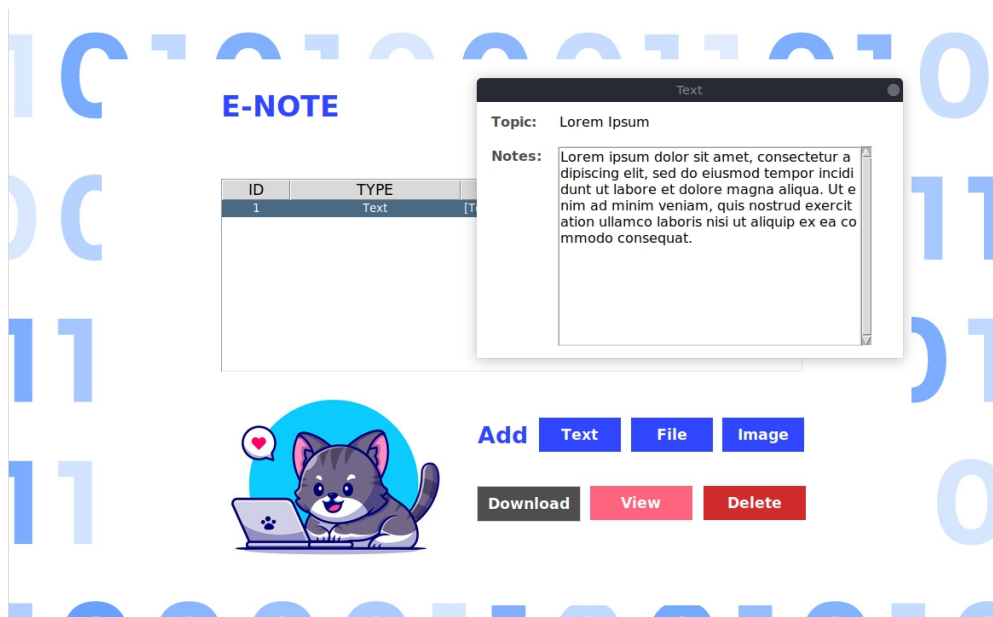 E-NOTE
Text
Topic: Lorem Ipsum
Notes:
Lorem ipsum dolor sit amet, consectetur a
dipiscing elit, sed do eiusmod tempor incidi
dunt ut labore et dolore magna aliqua. Ut e
nim ad minim veniam, quis nostrud exercit
ation ullamco laboris nisi ut aliquip ex ea co
mmodo consequat.
ID TYPE
1 Text
Add Text File Image
Download View Delete